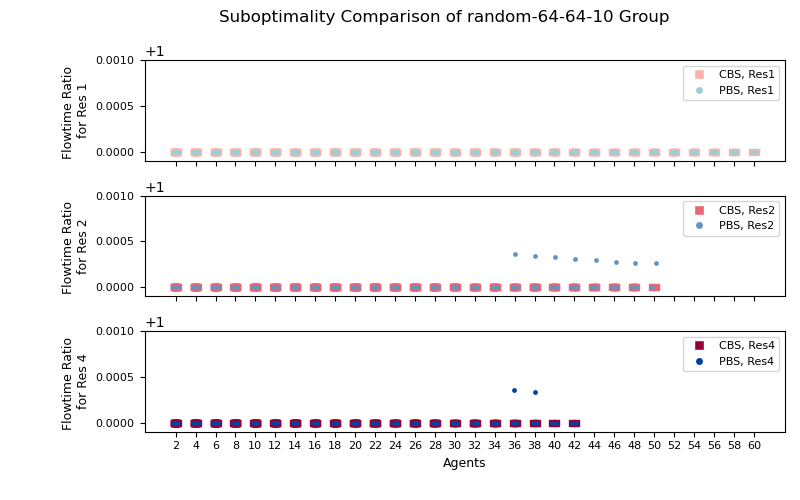 Suboptimality Comparison of random-64-64-10 Group
+1
0.0010
0.0005
0.0000
Flowtime Ratio
for Res 1
CBS, Res1
PBS, Res1
+1
0.0010
0.0005
0.0000
Flowtime Ratio
for Res 2
CBS, Res2
PBS, Res2
+1
0.0010
0.0005
0.0000
Flowtime Ratio
for Res 4
CBS, Res4
PBS, Res4
2 4 6 8 10 12 14 16 18 20 22 24 26 28 30 32 34 36 38 40 42 44 46 48 50 52 54 56 58 60
Agents